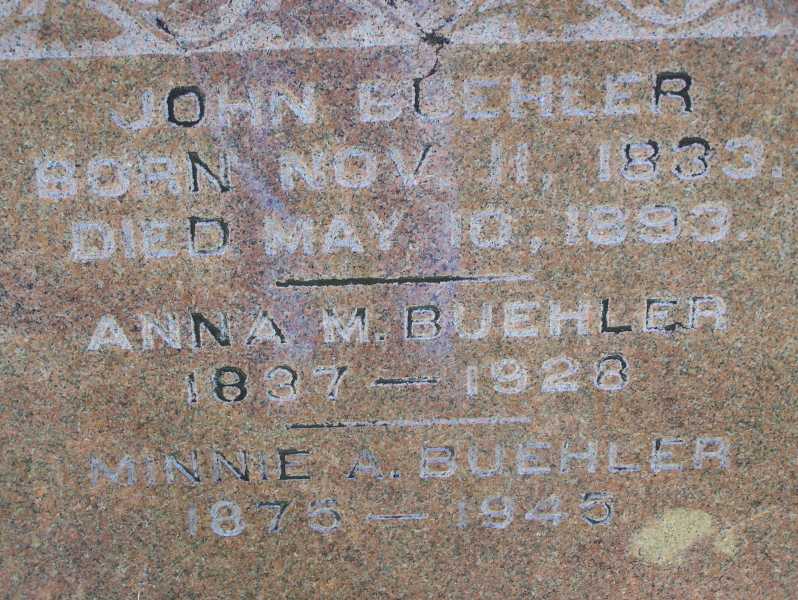 JOHN BUEHLER
BORN NOV. 11, 1833.
DIED MAY 10, 1893.
ANNA M. BUEHLER
1837 — 1928
MINNIE A. BUEHLER
1875 — 1945